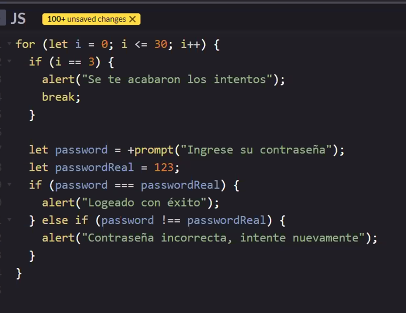 JS 100+ unsaved changes X
for (let i = 0; i <= 30; i++) {
if (i == 3) {
alert("Se te acabaron los intentos");
break;
}
let password = +prompt("Ingrese su contraseña");
let passwordReal = 123;
if (password === passwordReal) {
alert("Logeado con éxito");
} else if (password !== passwordReal) {
alert("Contraseña incorrecta, intente nuevamente");
}
}